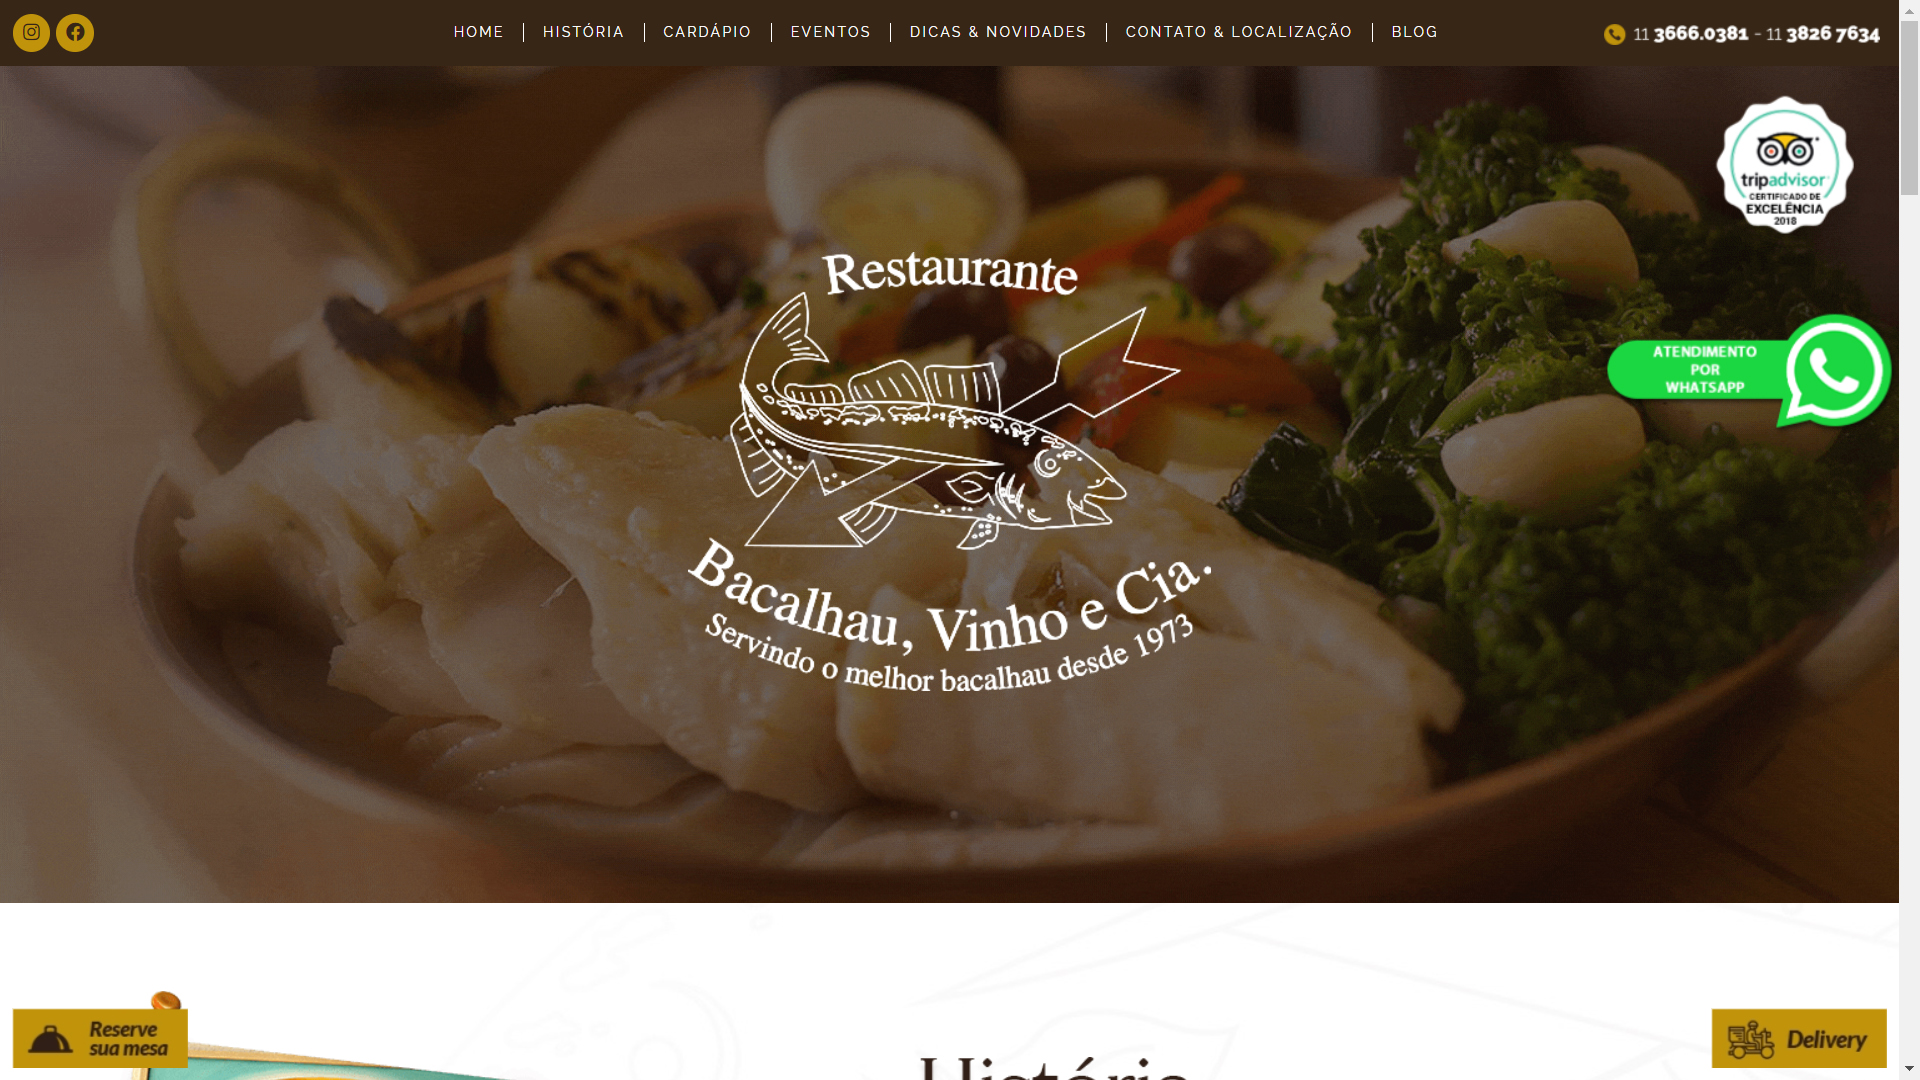 HOME
HISTÓRIA
CARDÁPIO
EVENTOS
DICAS & NOVIDADES
CONTATO & LOCALIZAÇÃO
BLOG
11 3666.0381 - 11 3826 7634
tripadvisor
CERTIFICADO DE
EXCELÊNCIA
2018
Restaurante
ATENDIMENTO
POR
WHATSAPP
Bacalhau, Vinho e Cia.
Servindo o melhor bacalhau desde 1973
Reserve
sua mesa
Delivery
História